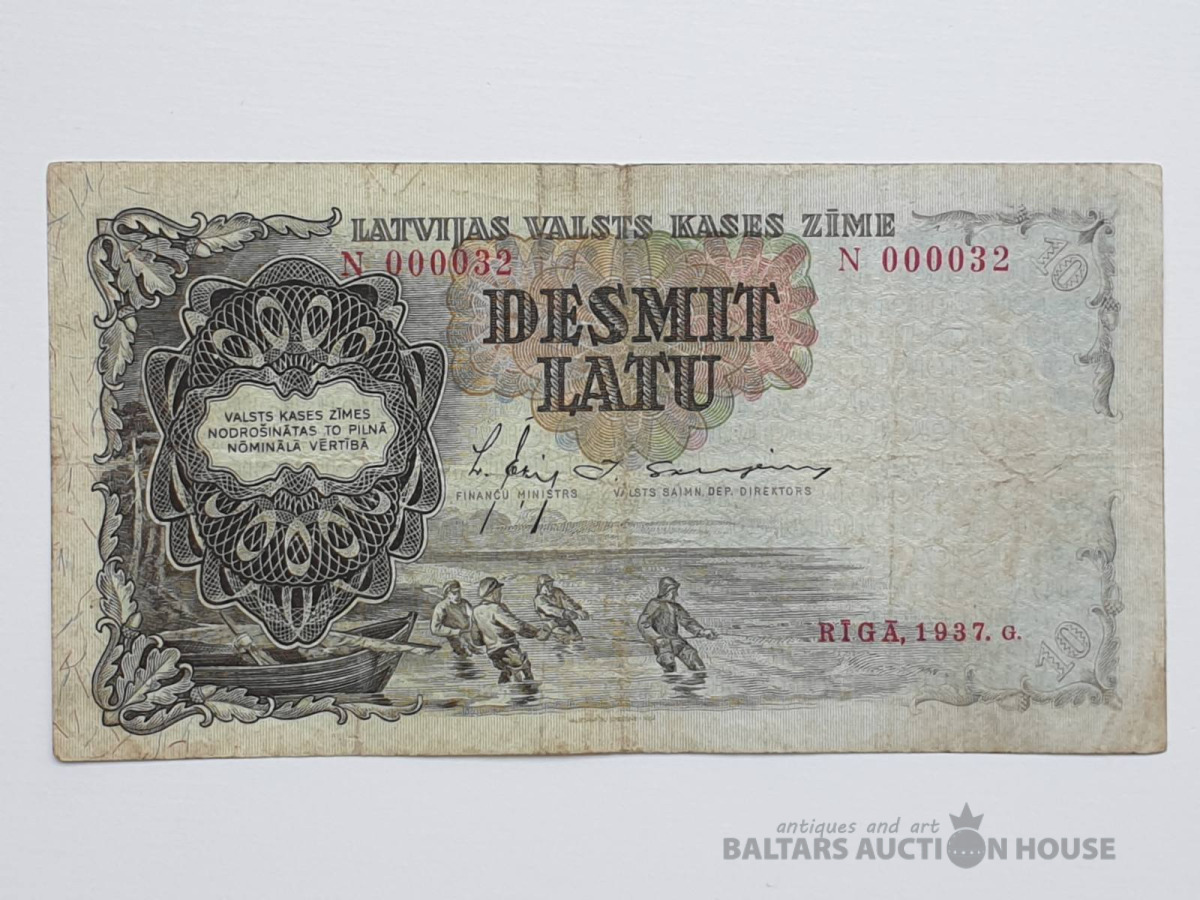 LATVIJAS VALSTS KASES ZĪME
N 000032
N 000032
10
DESMIT
LATU
VALSTS KASES ZĪMES
NODROŠINĀTAS TO PILNĀ
NŌMINĀLĀ VĒRTĪBĀ
FINANČU MINISTRS
VALSTS SAIMN. DEP. DIREKTORS
RĪGĀ, 1937. G.
10
antiques and art
BALTARS AUCTION HOUSE